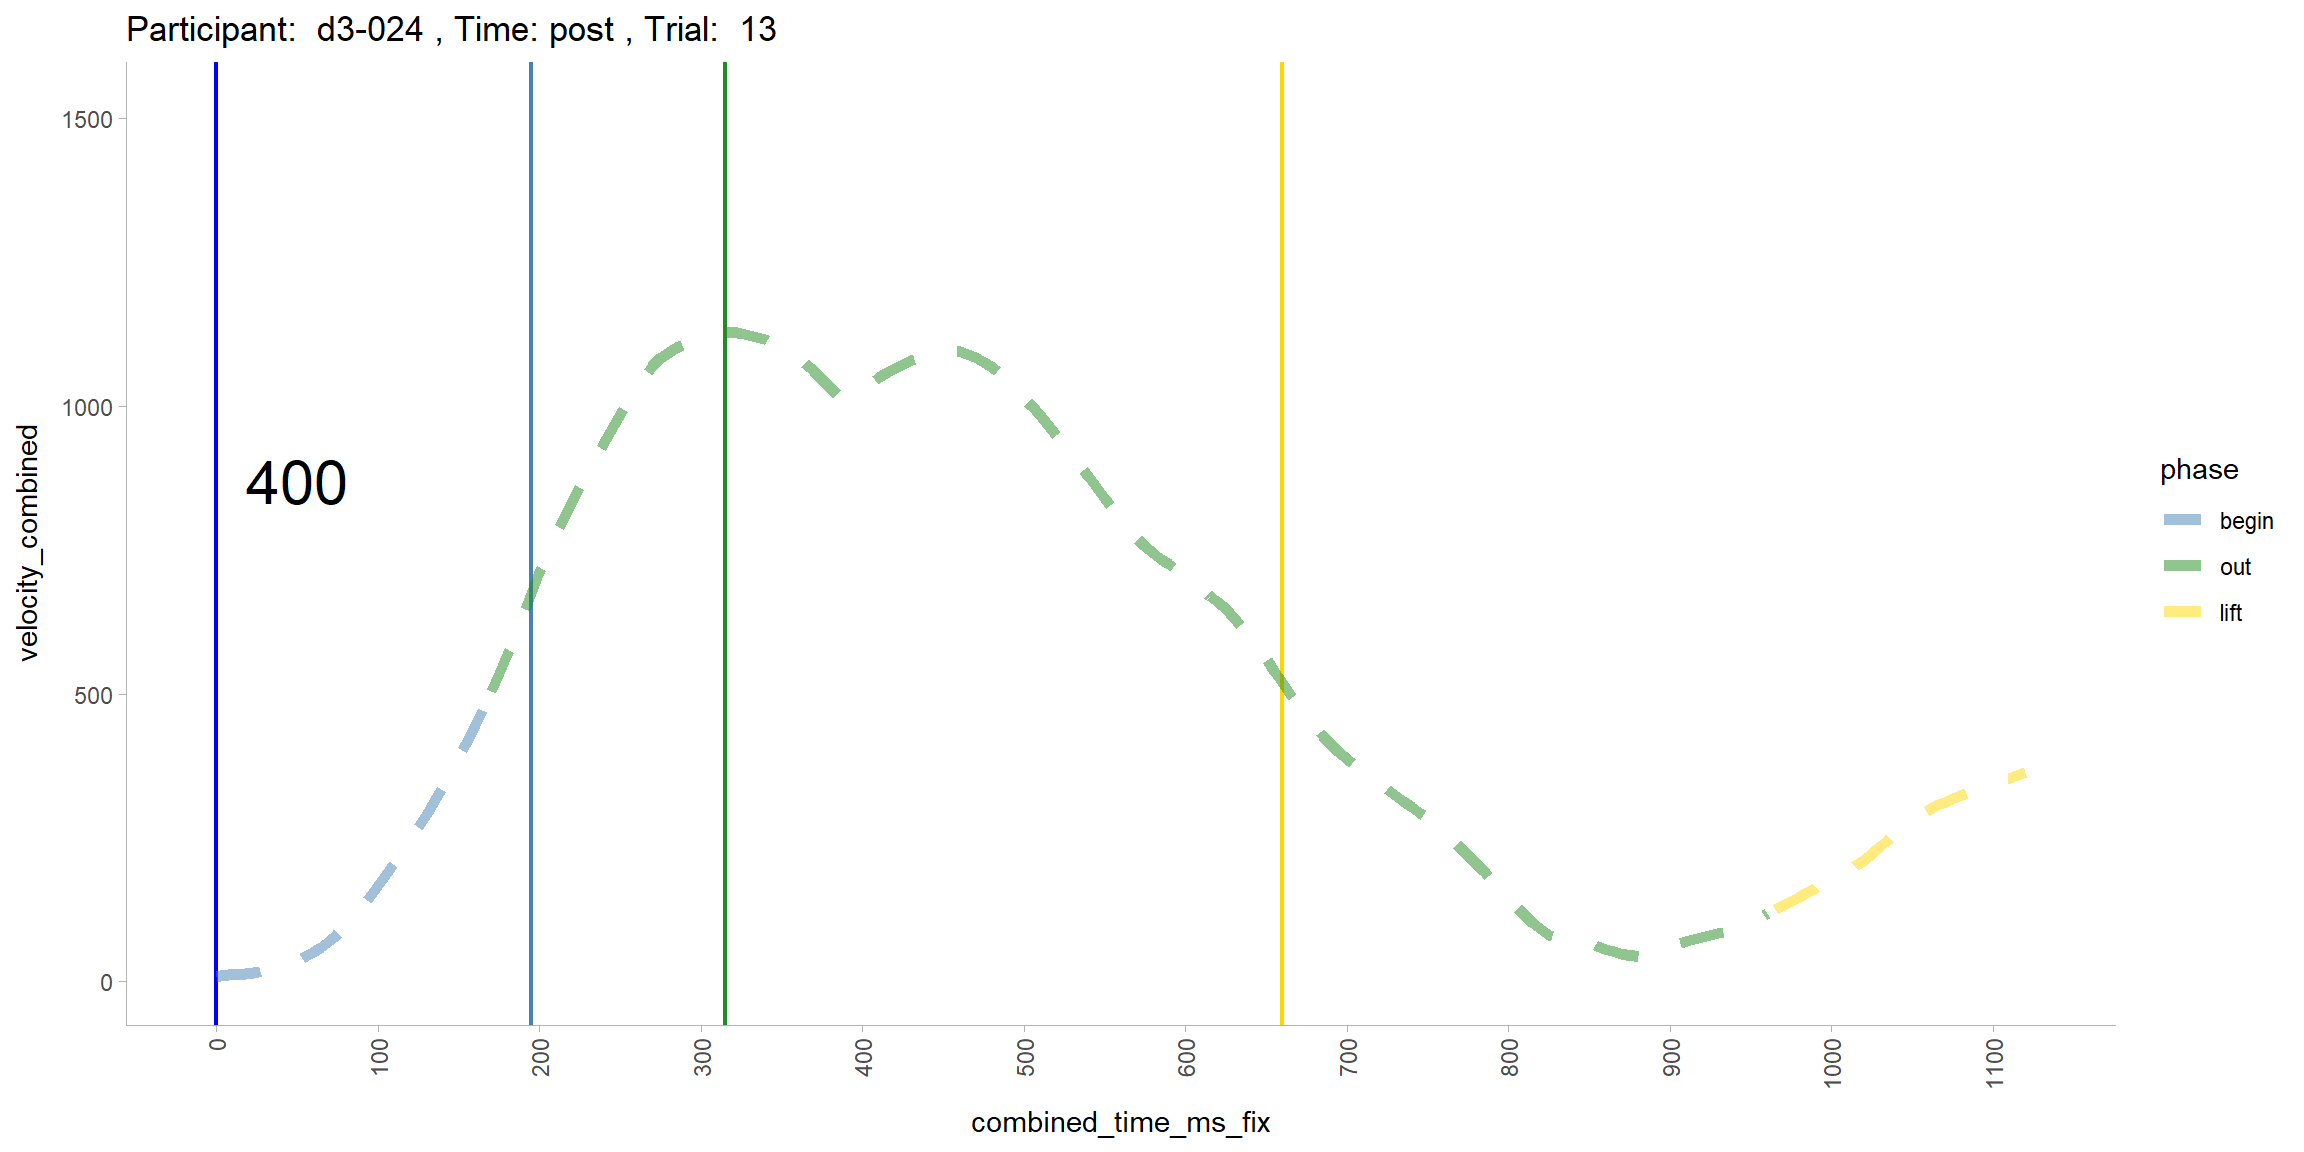 Participant:  d3-024 , Time: post , Trial:  13
1500
1000
500
0
velocity_combined
400
0
100
200
300
400
500
600
700
800
900
1000
1100
combined_time_ms_fix
phase
begin
out
lift